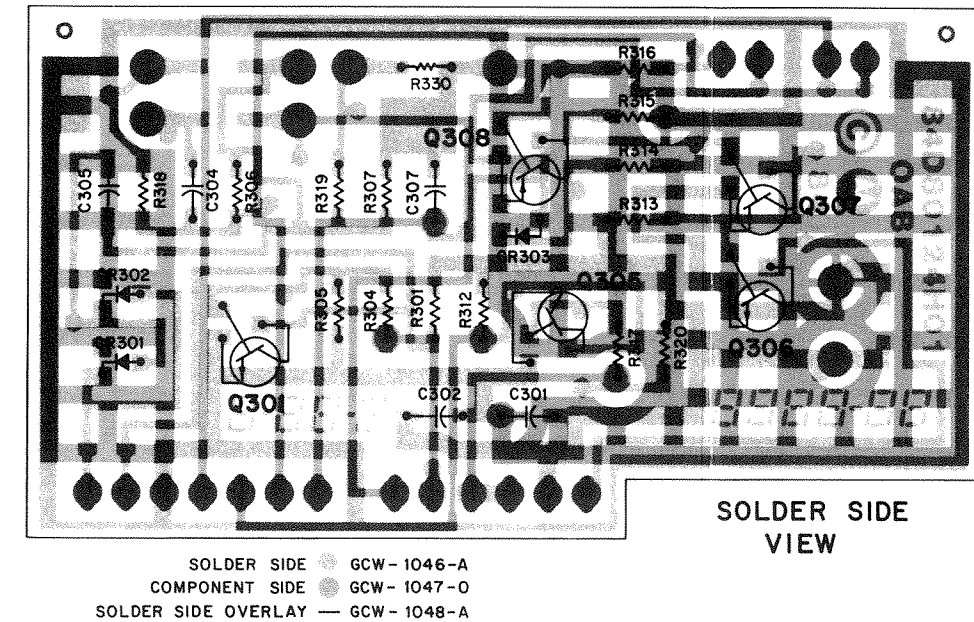 R316
R330
R315
Q308
R314
C305
R318
C304
R306
R319
R307
C307
R313
Q307
OAB
CR303
CR302
R305
R304
R301
R312
Q305
CR301
R317
R320
Q306
Q301
C302
C301
SOLDER SIDE
VIEW
SOLDER SIDE GCW-1046-A
COMPONENT SIDE GCW-1047-O
SOLDER SIDE OVERLAY — GCW-1048-A